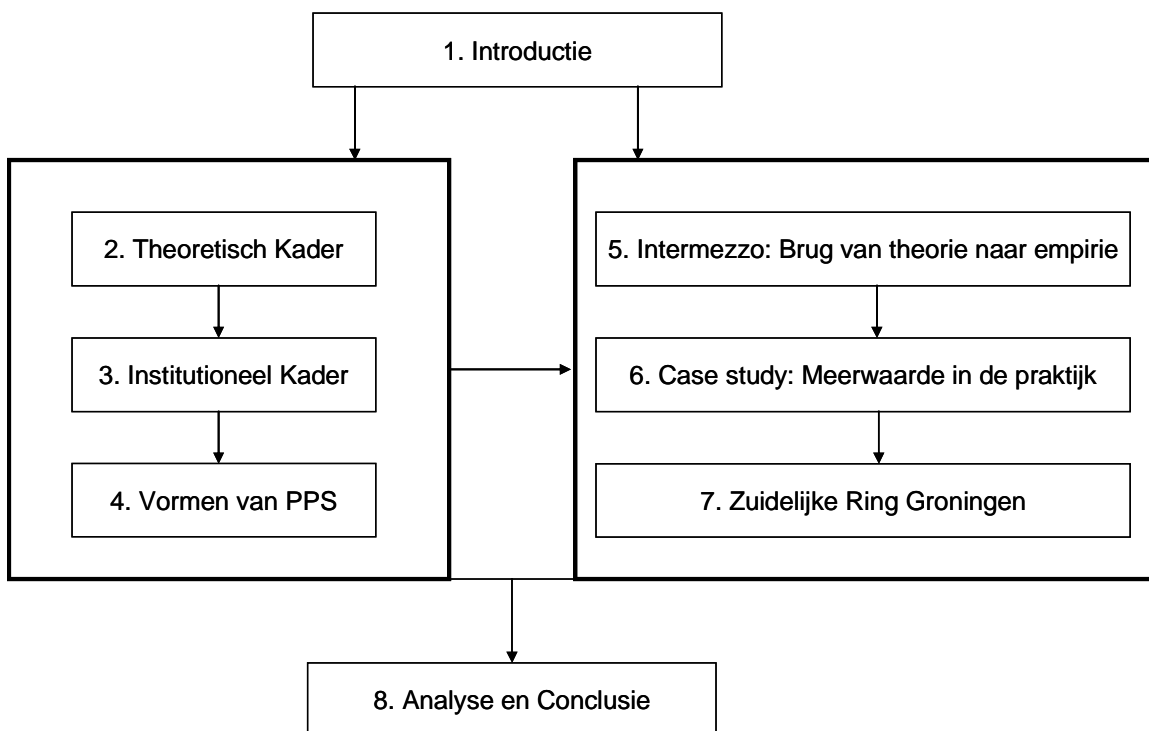 1. Introductie
2. Theoretisch Kader
3. Institutioneel Kader
4. Vormen van PPS
5. Intermezzo: Brug van theorie naar empirie
6. Case study: Meerwaarde in de praktijk
7. Zuidelijke Ring Groningen
8. Analyse en Conclusie